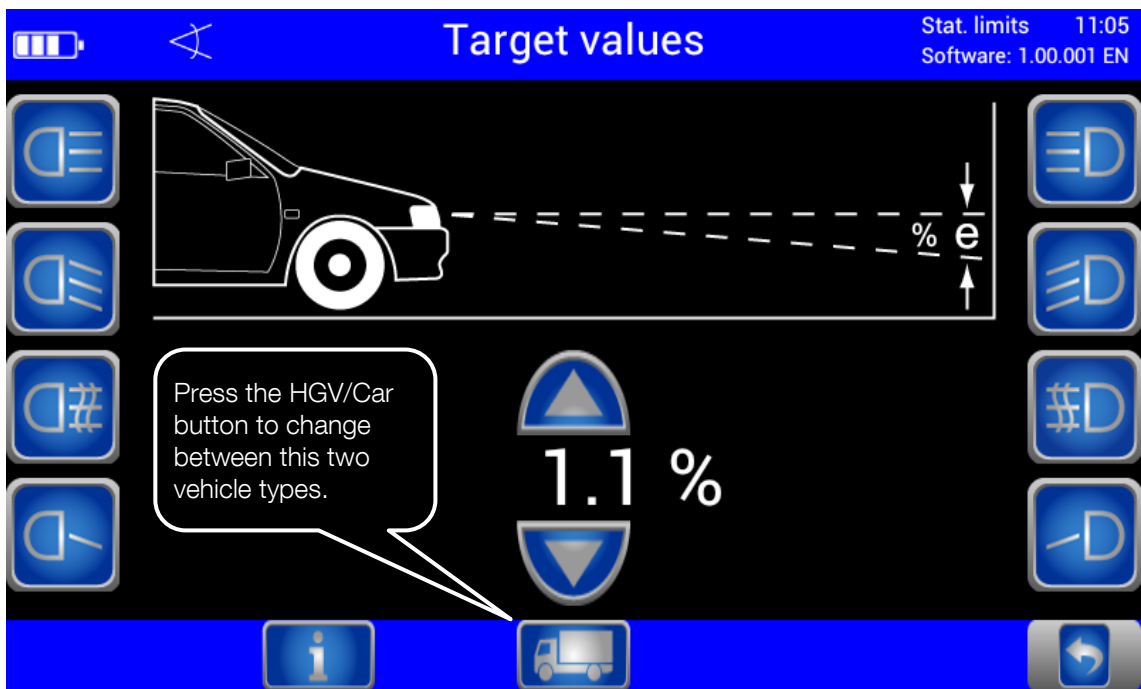 Target values
Stat. limits 11:05
Software: 1.00.001 EN
% e
Press the HGV/Car
button to change
between this two
vehicle types.
1.1 %
i